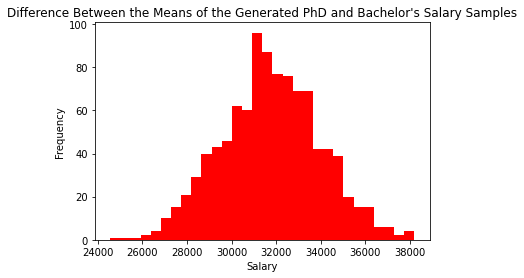 Difference Between the Means of the Generated PhD and Bachelor's Salary Samples
100
80
60
40
20
0
Frequency
24000 26000 28000 30000 32000 34000 36000 38000
Salary